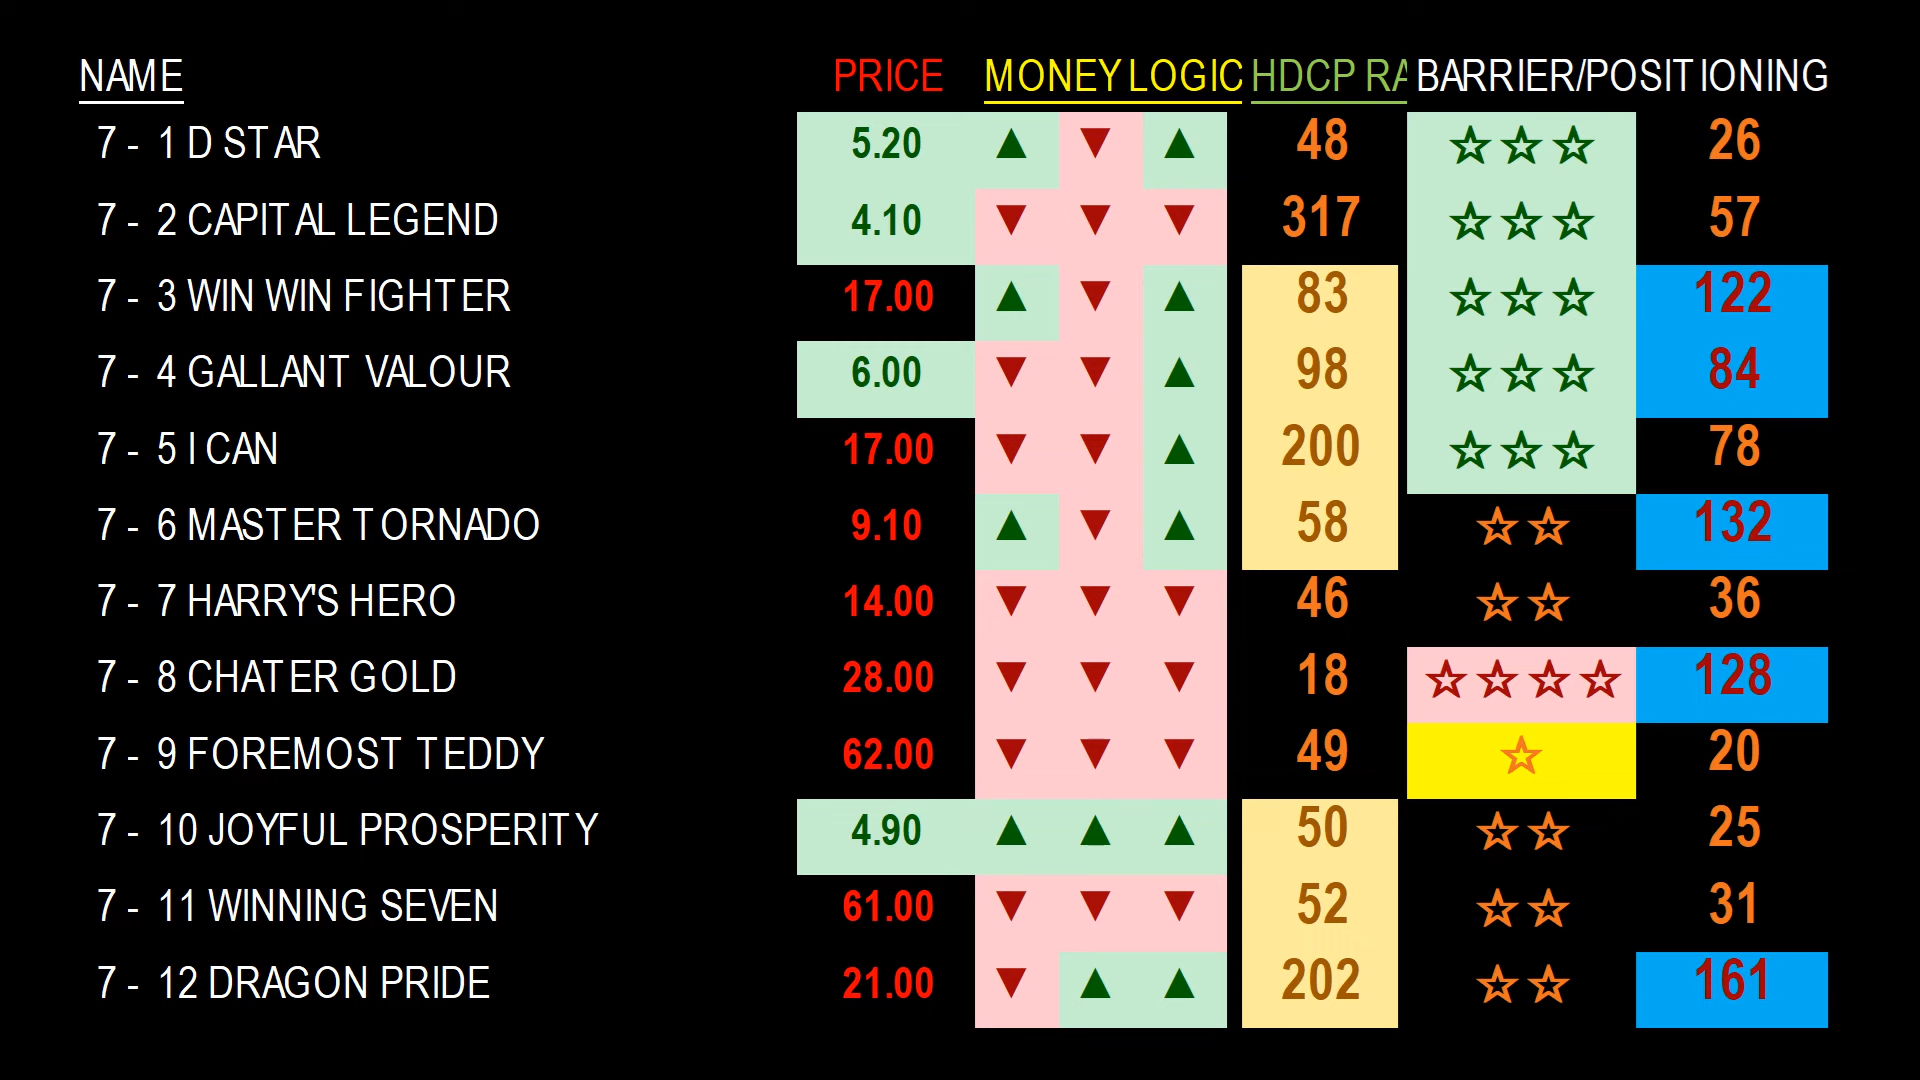 NAME PRICE MONEY LOGIC HDCP RA BARRIER/POSITIONING
7 - 1 D STAR 5.20 ▲ ▼ ▲ 48 ☆☆☆ 26
7 - 2 CAPITAL LEGEND 4.10 ▼ ▼ ▼ 317 ☆☆☆ 57
7 - 3 WIN WIN FIGHTER 17.00 ▲ ▼ ▲ 83 ☆☆☆ 122
7 - 4 GALLANT VALOUR 6.00 ▼ ▼ ▲ 98 ☆☆☆ 84
7 - 5 I CAN 17.00 ▼ ▼ ▲ 200 ☆☆☆ 78
7 - 6 MASTER TORNADO 9.10 ▲ ▼ ▲ 58 ☆☆ 132
7 - 7 HARRY'S HERO 14.00 ▼ ▼ ▼ 46 ☆☆ 36
7 - 8 CHATER GOLD 28.00 ▼ ▼ ▼ 18 ☆☆☆☆ 128
7 - 9 FOREMOST TEDDY 62.00 ▼ ▼ ▼ 49 ☆ 20
7 - 10 JOYFUL PROSPERITY 4.90 ▲ ▲ ▲ 50 ☆☆ 25
7 - 11 WINNING SEVEN 61.00 ▼ ▼ ▼ 52 ☆☆ 31
7 - 12 DRAGON PRIDE 21.00 ▼ ▲ ▲ 202 ☆☆ 161